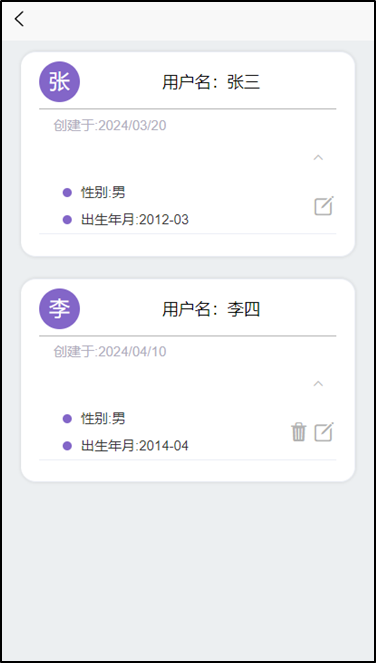 张
用户名：张三
创建于:2024/03/20
性别:男
出生年月:2012-03
李
用户名：李四
创建于:2024/04/10
性别:男
出生年月:2014-04